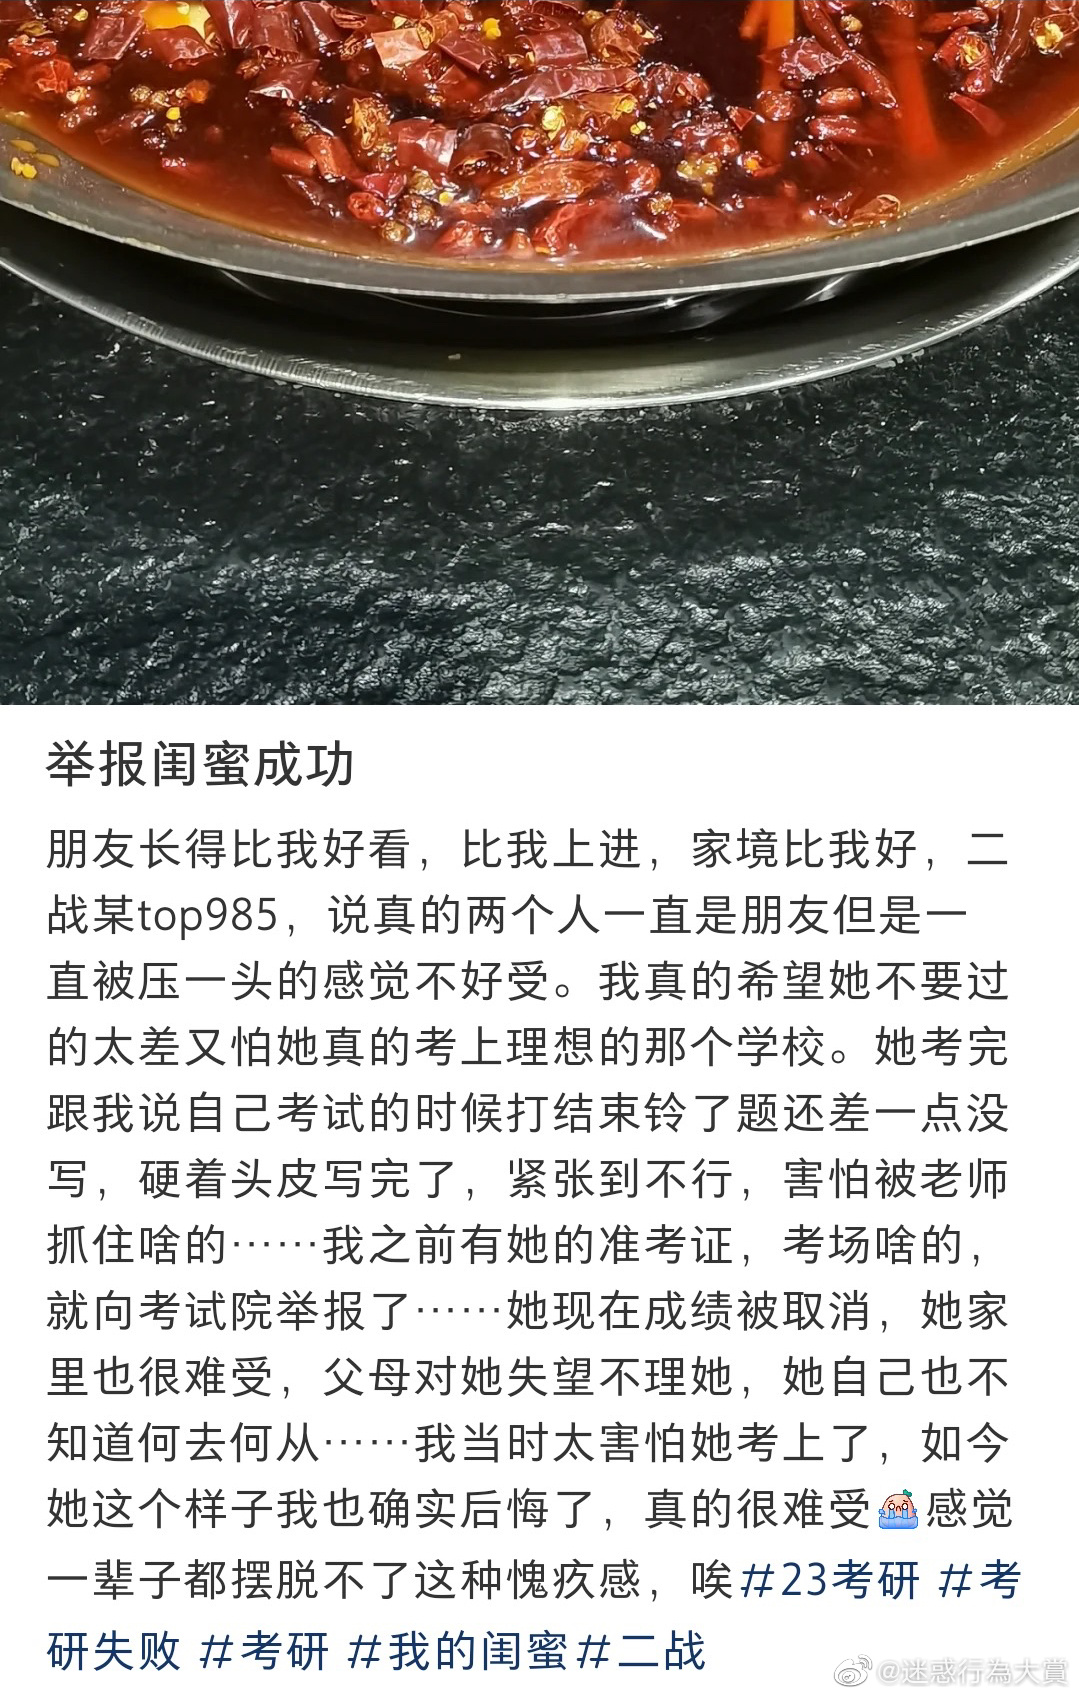 举报闺蜜成功
朋友长得比我好看，比我上进，家境比我好，二
战某top985，说真的两个人一直是朋友但是一
直被压一头的感觉不好受。我真的希望她不要过
的太差又怕她真的考上理想的那个学校。她考完
跟我说自己考试的时候打结束铃了题还差一点没
写，硬着头皮写完了，紧张到不行，害怕被老师
抓住啥的……我之前有她的准考证，考场啥的，
就向考试院举报了……她现在成绩被取消，她家
里也很难受，父母对她失望不理她，她自己也不
知道何去何从……我当时太害怕她考上了，如今
她这个样子我也确实后悔了，真的很难受😭感觉
一辈子都摆脱不了这种愧疚感，唉#23考研 #考
研失败 #考研 #我的闺蜜#二战
@迷惑行為大賞